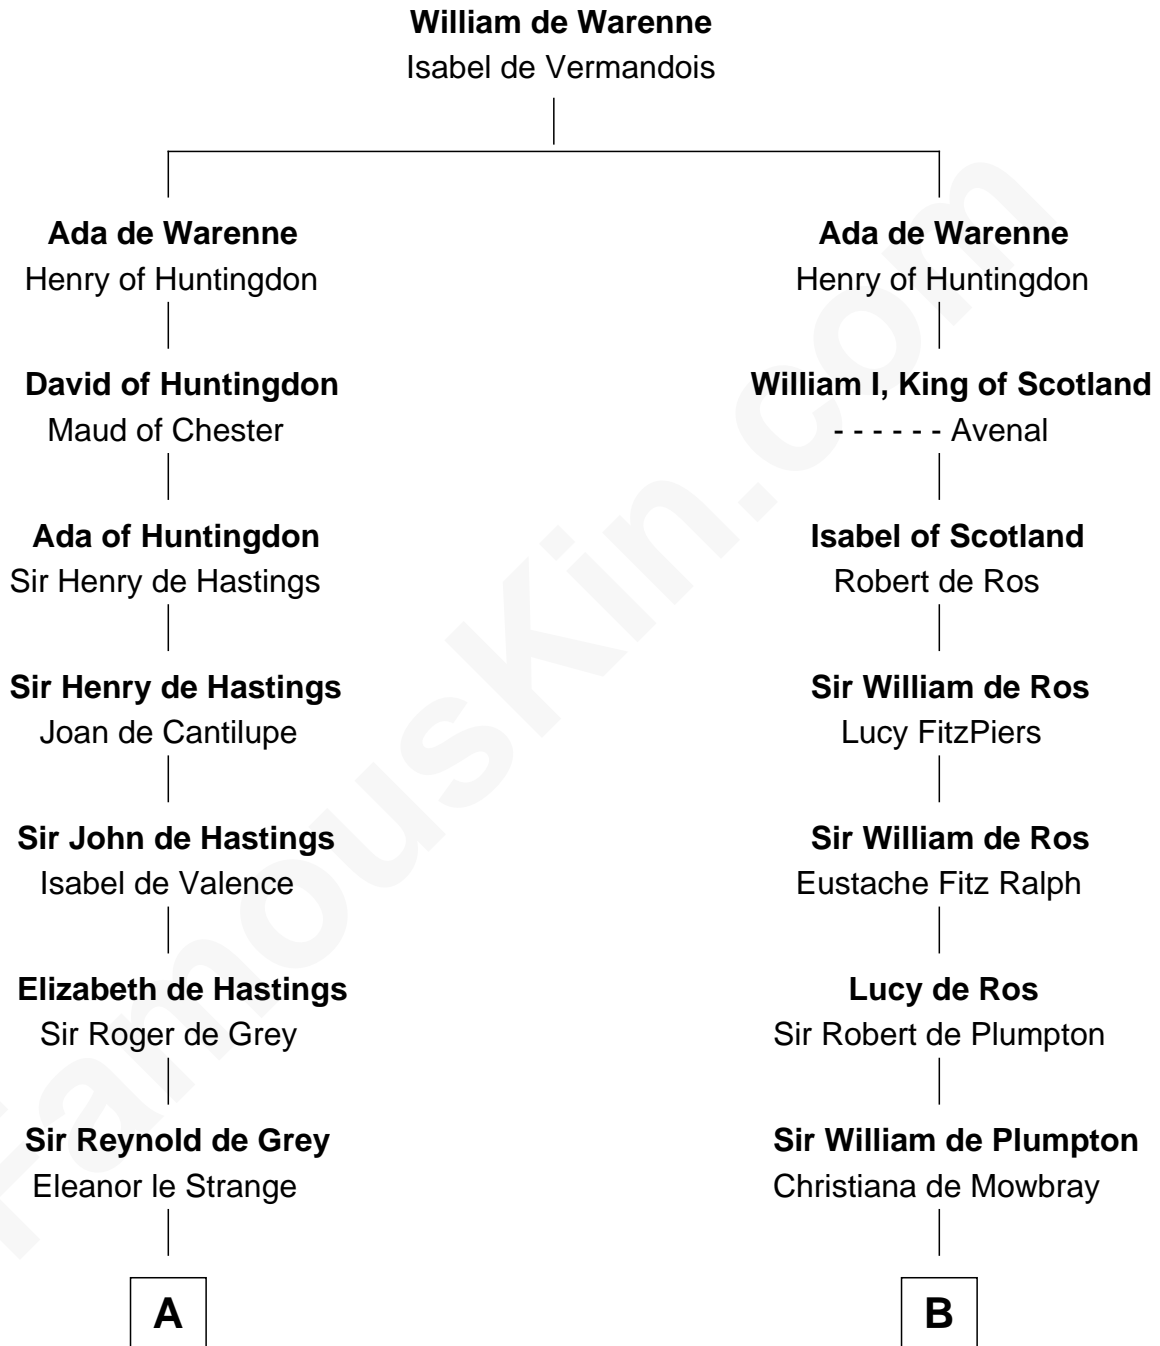 William de Warenne
Isabel de Vermandois
Ada de Warenne
Henry of Huntingdon
David of Huntingdon
Maud of Chester
Ada of Huntingdon
Sir Henry de Hastings
Sir Henry de Hastings
Joan de Cantilupe
Sir John de Hastings
Isabel de Valence
Elizabeth de Hastings
Sir Roger de Grey
Sir Reynold de Grey
Eleanor le Strange
A
Ada de Warenne
Henry of Huntingdon
William I, King of Scotland
- - - - - - Avenal
Isabel of Scotland
Robert de Ros
Sir William de Ros
Lucy FitzPiers
Sir William de Ros
Eustache Fitz Ralph
Lucy de Ros
Sir Robert de Plumpton
Sir William de Plumpton
Christiana de Mowbray
B
FamousKin.com